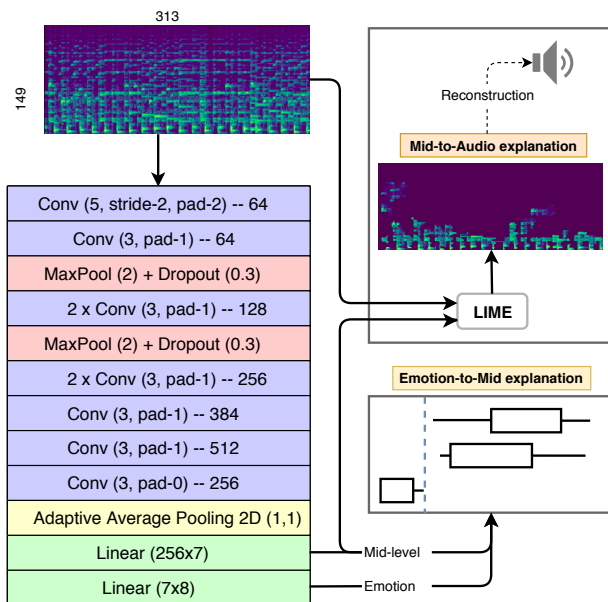 313
149
Conv (5, stride-2, pad-2) -- 64
Conv (3, pad-1) -- 64
MaxPool (2) + Dropout (0.3)
2 x Conv (3, pad-1) -- 128
MaxPool (2) + Dropout (0.3)
2 x Conv (3, pad-1) -- 256
Conv (3, pad-1) -- 384
Conv (3, pad-1) -- 512
Conv (3, pad-0) -- 256
Adaptive Average Pooling 2D (1,1)
Linear (256x7)
Linear (7x8)
Reconstruction
Mid-to-Audio explanation
LIME
Emotion-to-Mid explanation
Mid-level
Emotion